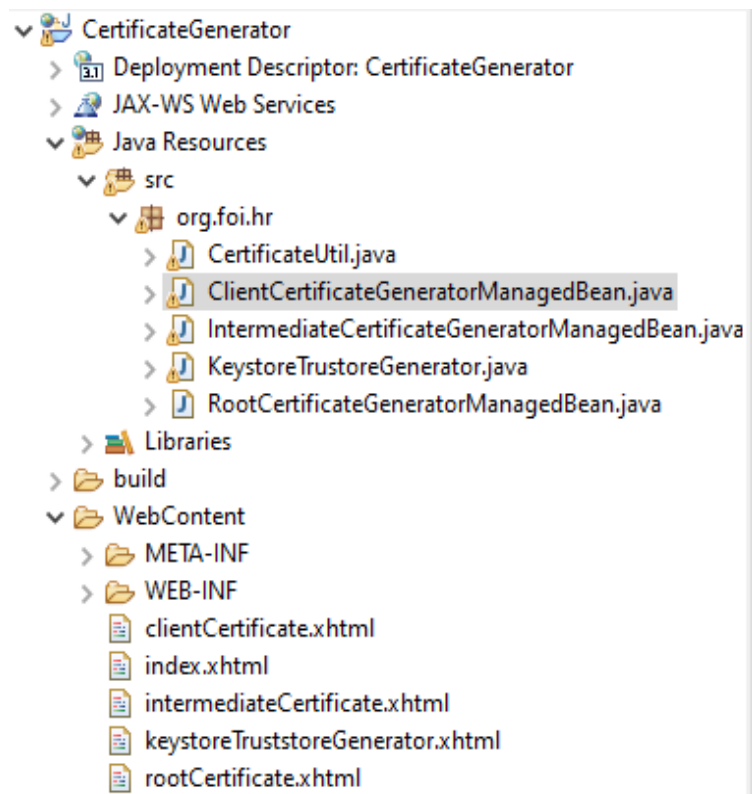 CertificateGenerator
3.1 Deployment Descriptor: CertificateGenerator
JAX-WS Web Services
Java Resources
src
org.foi.hr
J CertificateUtil.java
J ClientCertificateGeneratorManagedBean.java
J IntermediateCertificateGeneratorManagedBean.java
J KeystoreTrustoreGenerator.java
J RootCertificateGeneratorManagedBean.java
Libraries
build
WebContent
META-INF
WEB-INF
clientCertificate.xhtml
index.xhtml
intermediateCertificate.xhtml
keystoreTruststoreGenerator.xhtml
rootCertificate.xhtml